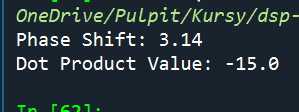 OneDrive/Pulpit/Kursy/dsp-
Phase Shift: 3.14
Dot Product Value: -15.0
In [62]: